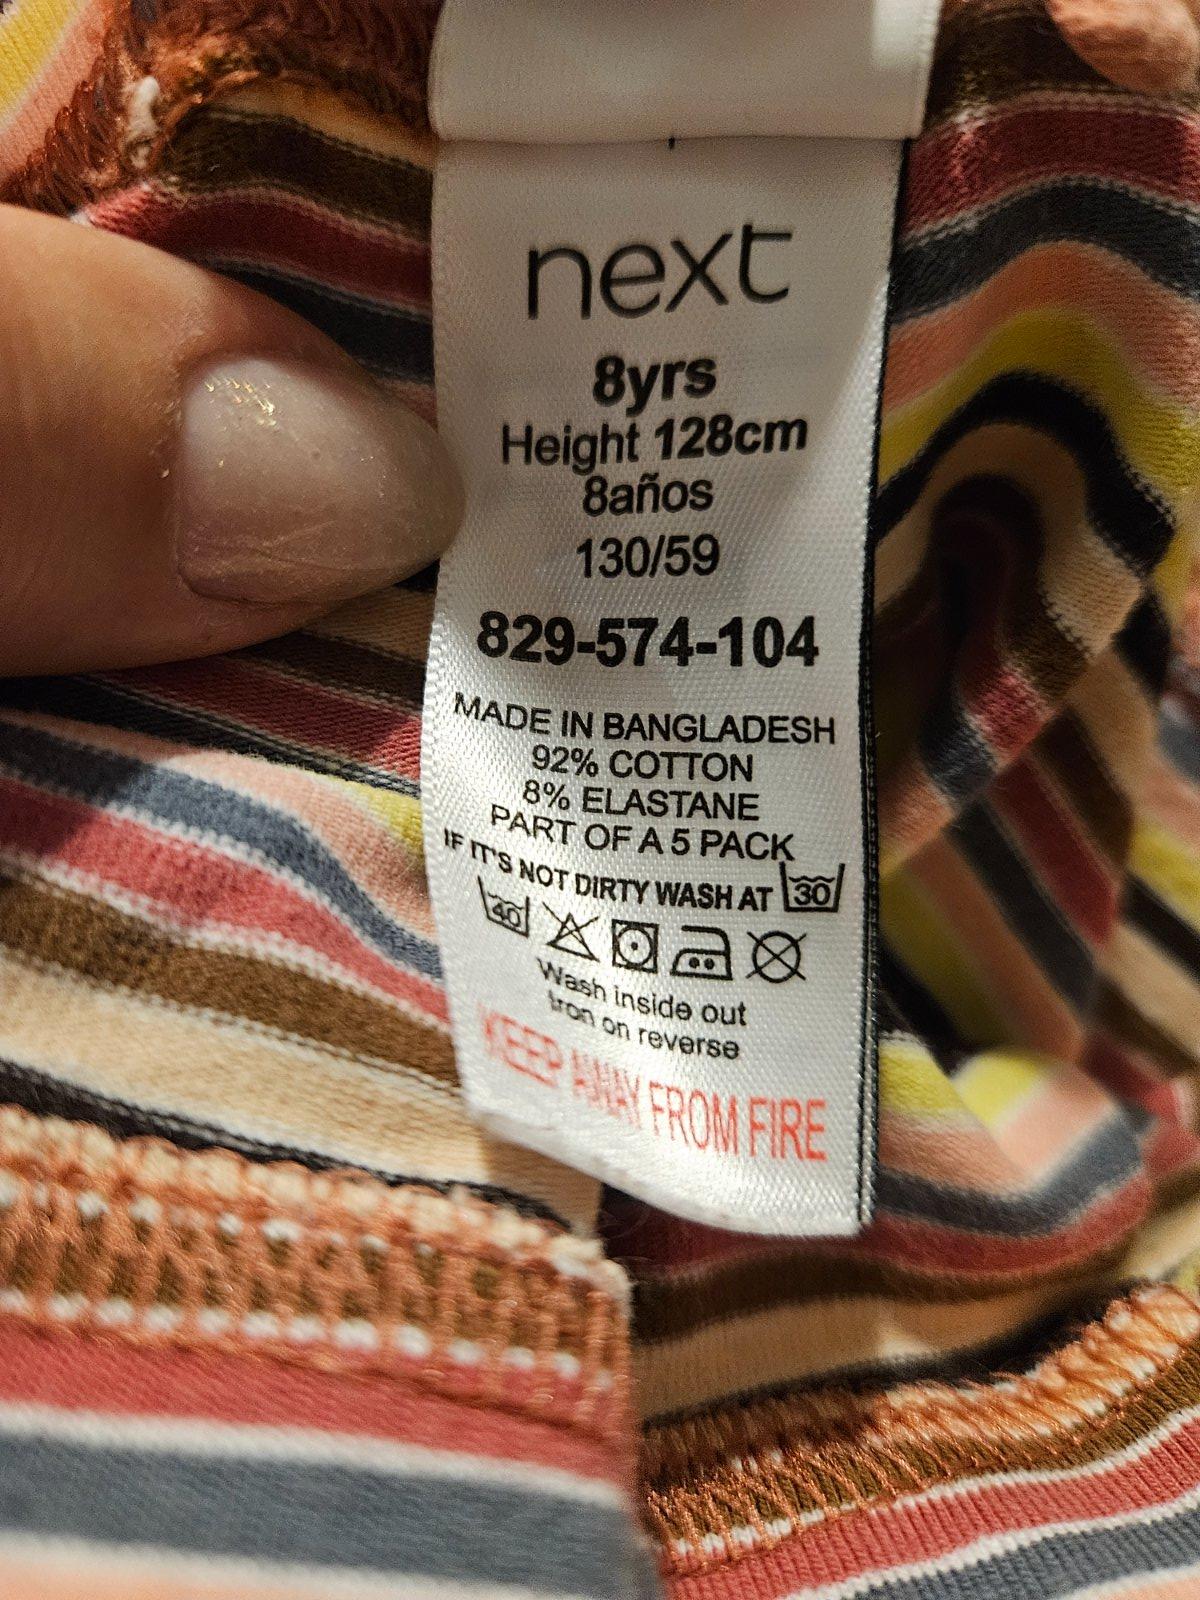 next
8yrs
Height 128cm
8años
130/59
829-574-104
MADE IN BANGLADESH
92% COTTON
8% ELASTANE
PART OF A 5 PACK
IF IT'S NOT DIRTY WASH AT 30
40
Wash inside out
Iron on reverse
KEEP AWAY FROM FIRE